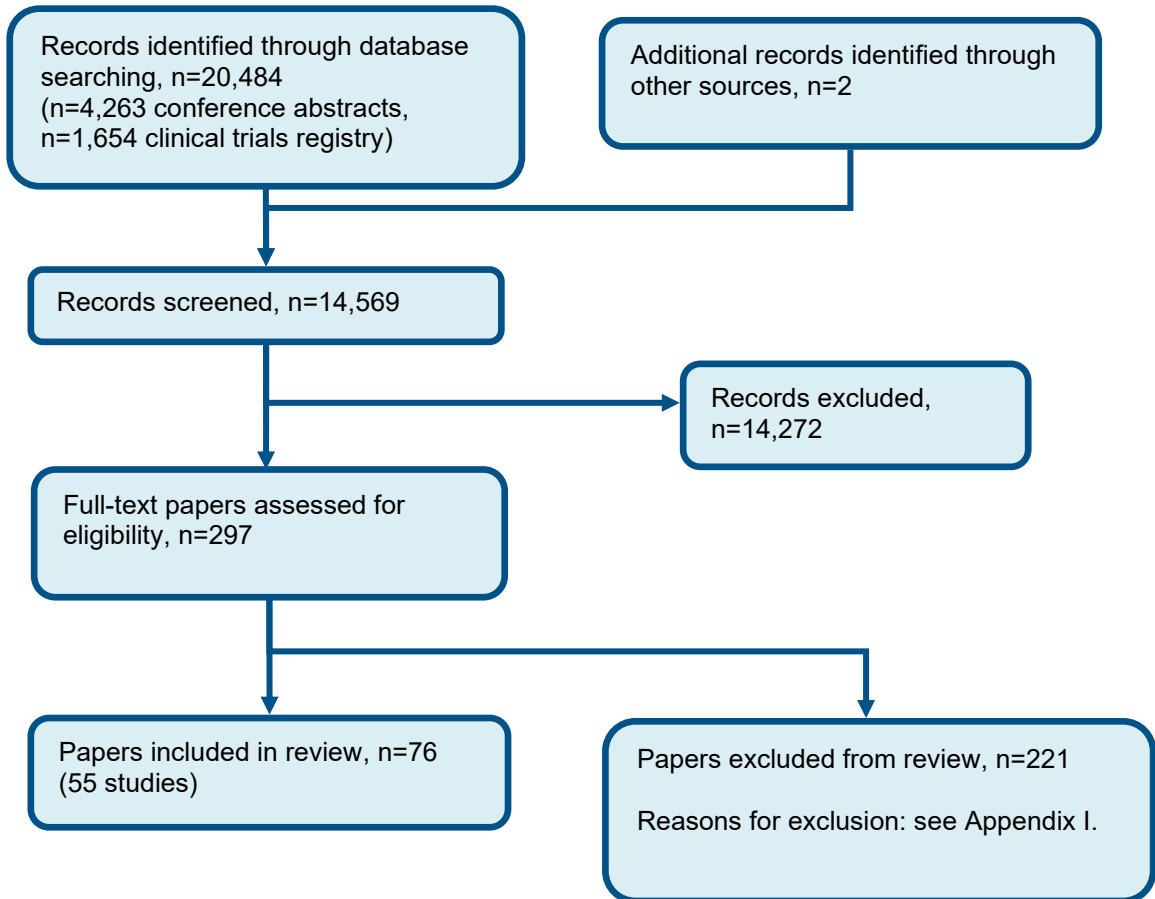 Records identified through database
searching, n=20,484
(n=4,263 conference abstracts,
n=1,654 clinical trials registry)
Additional records identified through
other sources, n=2
Records screened, n=14,569
Records excluded,
n=14,272
Full-text papers assessed for
eligibility, n=297
Papers included in review, n=76
(55 studies)
Papers excluded from review, n=221
Reasons for exclusion: see Appendix I.